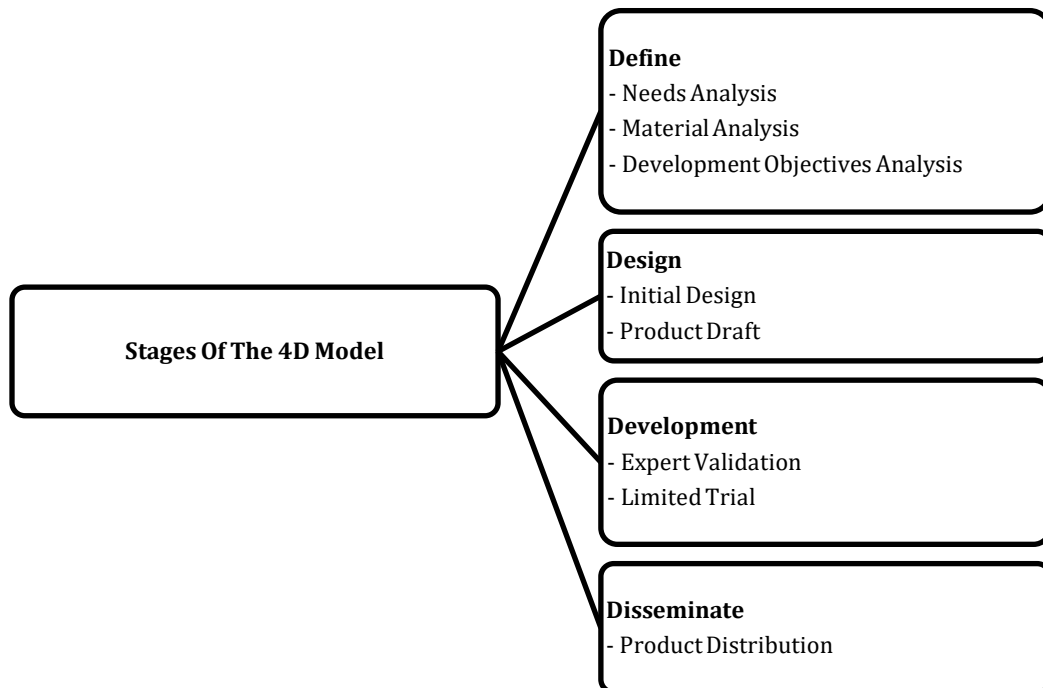 Stages Of The 4D Model
Define
- Needs Analysis
- Material Analysis
- Development Objectives Analysis
Design
- Initial Design
- Product Draft
Development
- Expert Validation
- Limited Trial
Disseminate
- Product Distribution